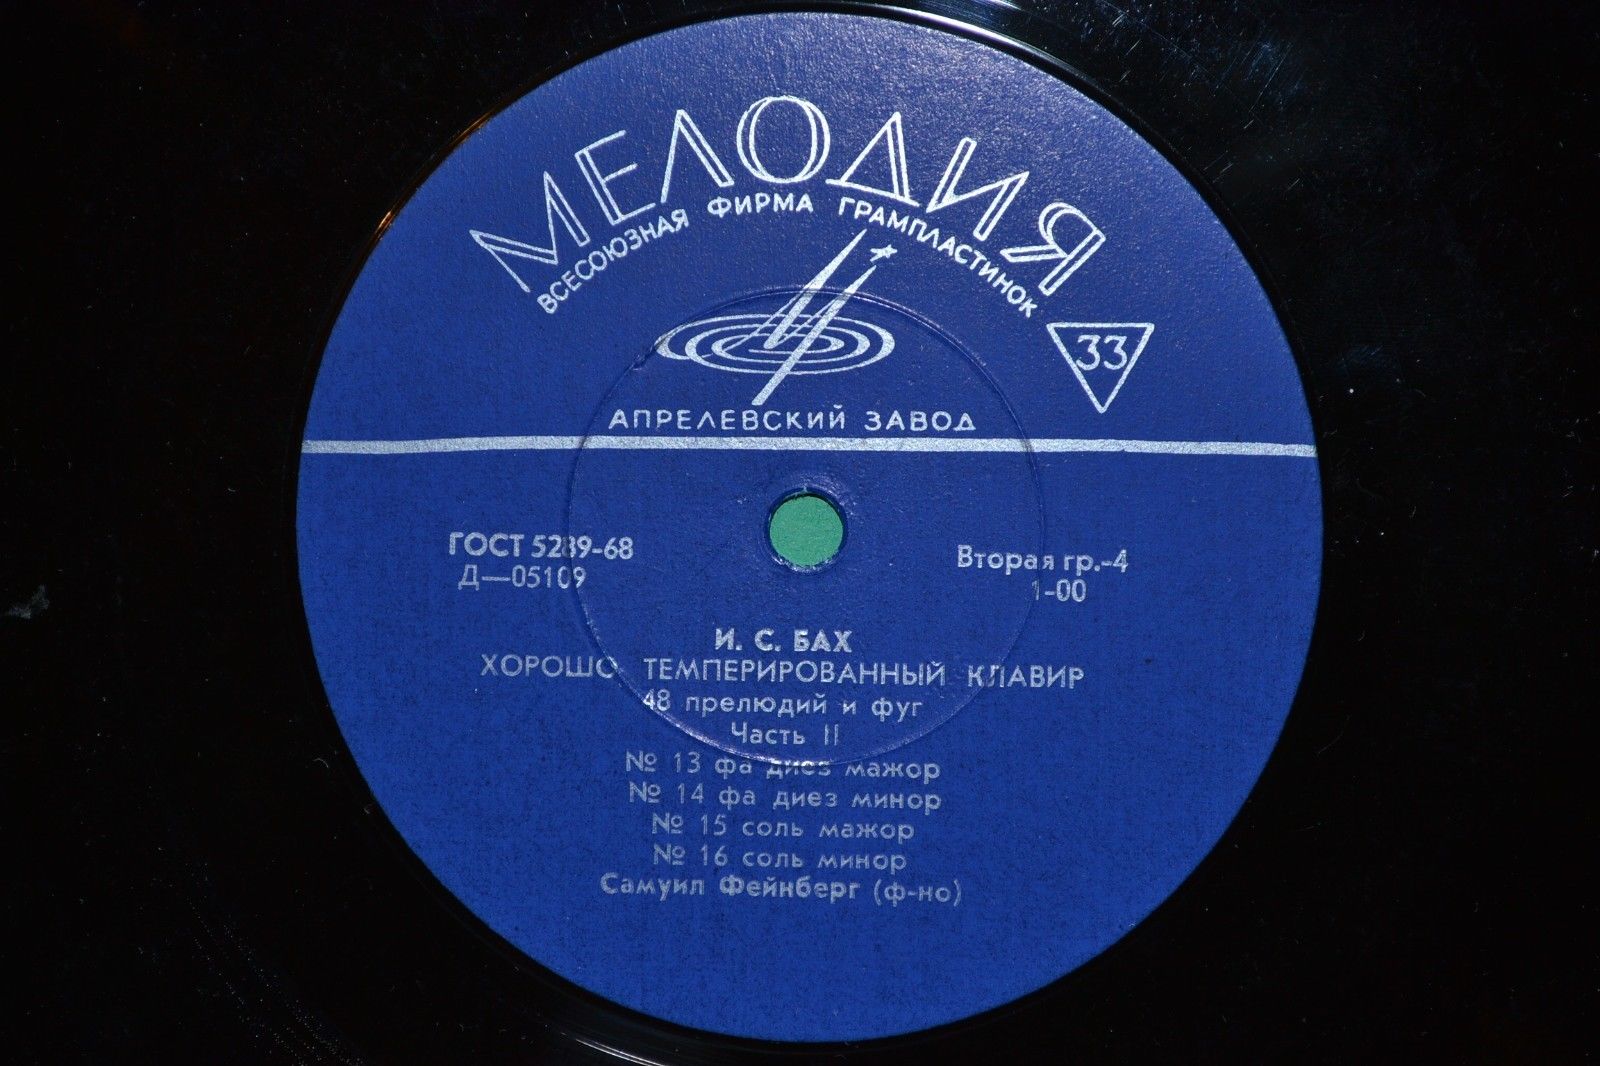 МЕЛОДИЯ
ВСЕСОЮЗНАЯ ФИРМА ГРАМПЛАСТИНОК
33
АПРЕЛЕВСКИЙ ЗАВОД
ГОСТ 5289-68
Д—05109
Вторая гр.-4
1-00
И. С. БАХ
ХОРОШО ТЕМПЕРИРОВАННЫЙ КЛАВИР
48 прелюдий и фуг
Часть II
№ 13 фа диез мажор
№ 14 фа диез минор
№ 15 соль мажор
№ 16 соль минор
Самуил Фейнберг (ф-но)